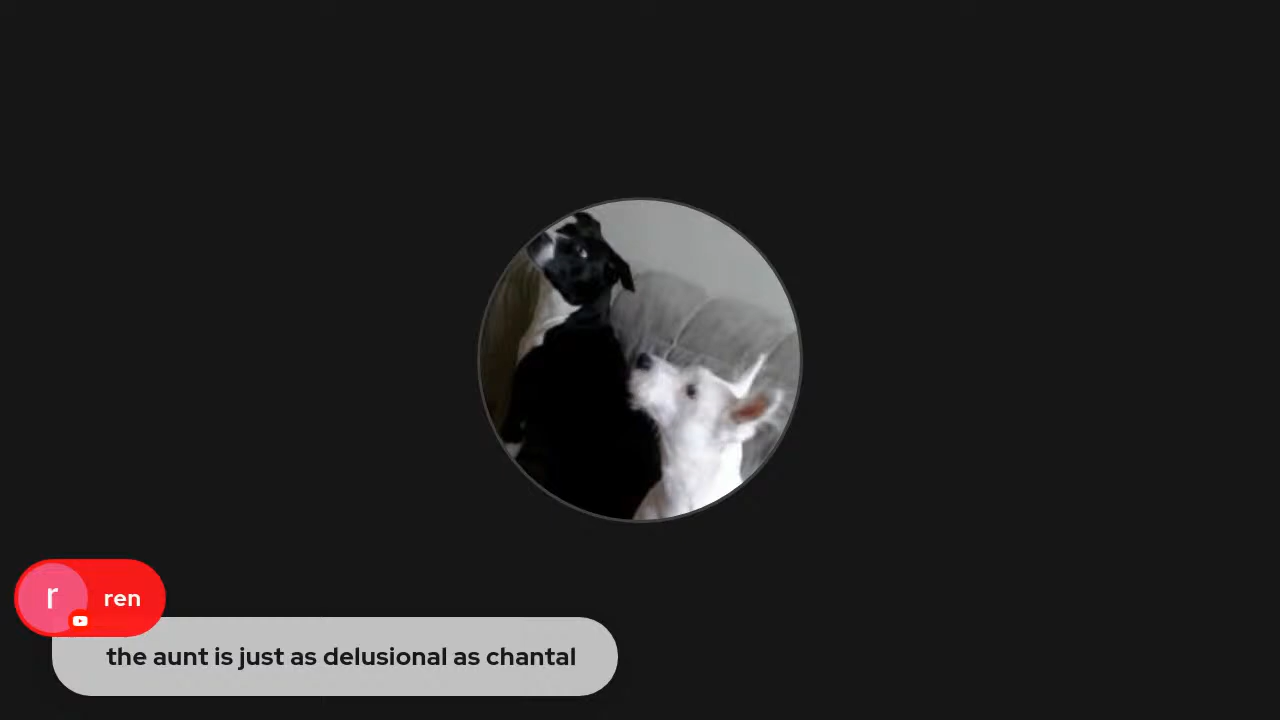 r
ren
the aunt is just as delusional as chantal